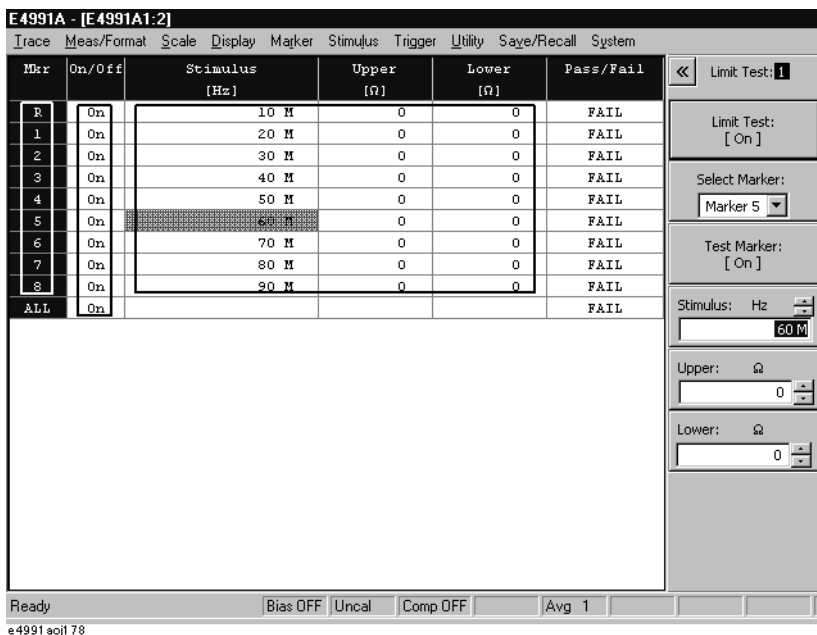 E4991A - [E4991A1:2]
Trace Meas/Format Scale Display Marker Stimulus Trigger Utility Save/Recall System
Mkr On/Off Stimulus Upper Lower Pass/Fail
[Hz] [Ω] [Ω]
R On 10 M 0 0 FAIL
1 On 20 M 0 0 FAIL
2 On 30 M 0 0 FAIL
3 On 40 M 0 0 FAIL
4 On 50 M 0 0 FAIL
5 On 60 M 0 0 FAIL
6 On 70 M 0 0 FAIL
7 On 80 M 0 0 FAIL
8 On 90 M 0 0 FAIL
ALL On FAIL
« Limit Test: 1
Limit Test:
[ On ]
Select Marker:
Marker 5
Test Marker:
[ On ]
Stimulus: Hz
60 M
Upper: Ω
0
Lower: Ω
0
Ready Bias OFF Uncal Comp OFF Avg 1
e4991aoj178